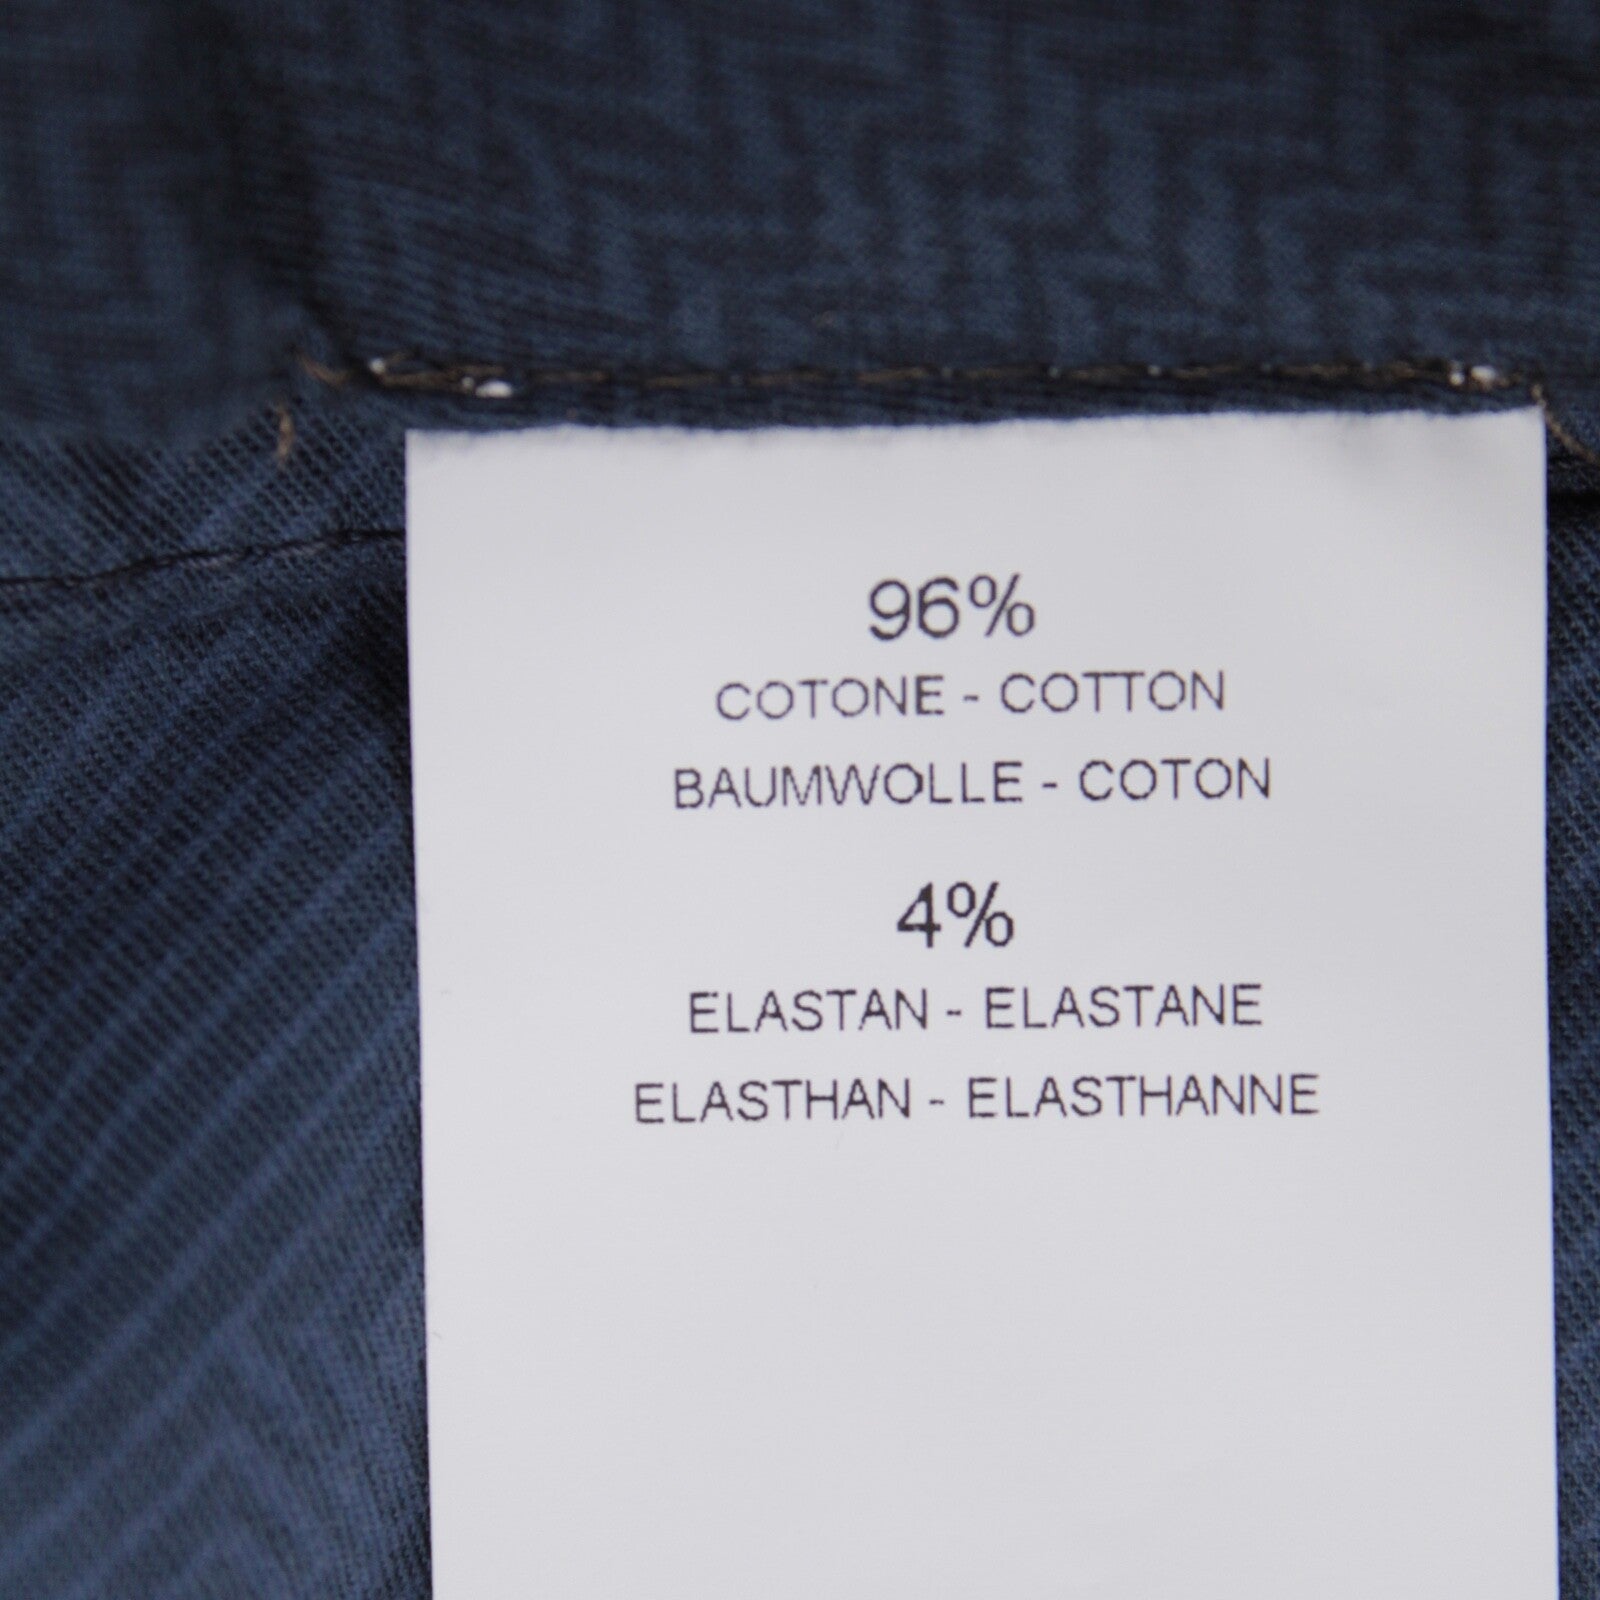 96%
COTONE - COTTON
BAUMWOLLE - COTON
4%
ELASTAN - ELASTANE
ELASTHAN - ELASTHANNE